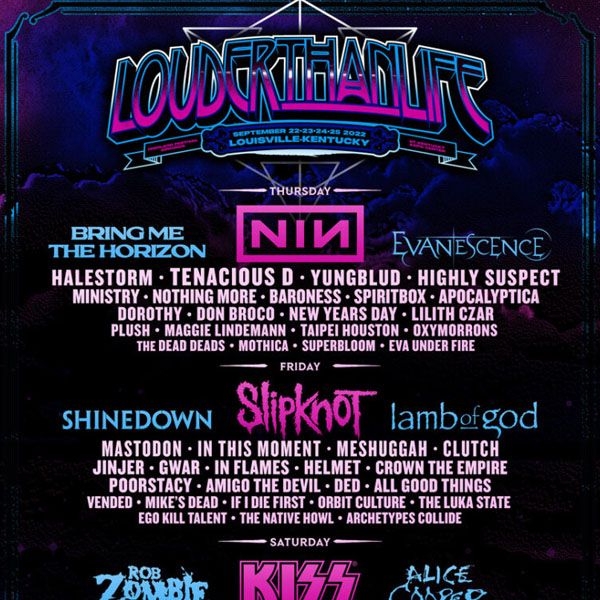 LOUDER THAN LIFE
SEPTEMBER 22-23-24-25 2022
LOUISVILLE-KENTUCKY
THURSDAY
BRING ME
THE HORIZON
NIN
EVANESCENCE
HALESTORM • TENACIOUS D • YUNGBLUD • HIGHLY SUSPECT
MINISTRY • NOTHING MORE • BARONESS • SPIRITBOX • APOCALYPTICA
DOROTHY • DON BROCO • NEW YEARS DAY • LILITH CZAR
PLUSH • MAGGIE LINDEMANN • TAIPEI HOUSTON • OXYMORRONS
THE DEAD DEADS • MOTHICA • SUPERBLOOM • EVA UNDER FIRE
FRIDAY
SHINEDOWN
SLIPKNOT
lamb of god
MASTODON • IN THIS MOMENT • MESHUGGAH • CLUTCH
JINJER • GWAR • IN FLAMES • HELMET • CROWN THE EMPIRE
POORSTACY • AMIGO THE DEVIL • DED • ALL GOOD THINGS
VENDED • MIKE'S DEAD • IF I DIE FIRST • ORBIT CULTURE • THE LUKA STATE
EGO KILL TALENT • THE NATIVE HOWL • ARCHETYPES COLLIDE
SATURDAY
ROB
ZOMBIE
KISS
ALICE
COOPER